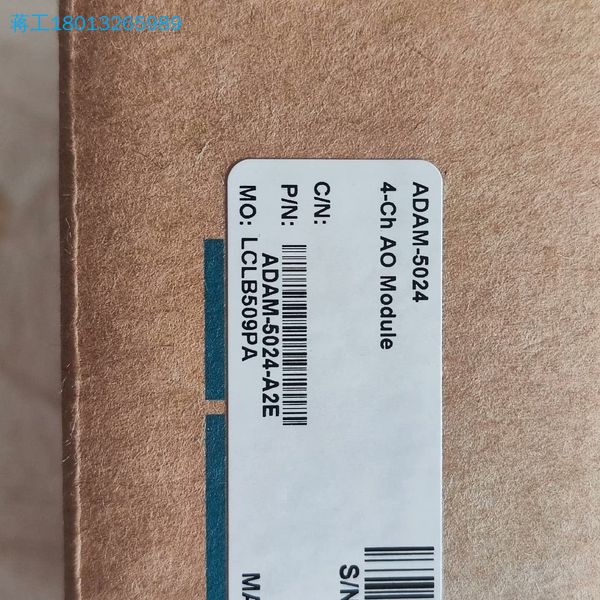 蒋工18013265089
ADAM-5024
4-Ch AO Module
C/N:
P/N:
ADAM-5024-A2E
MO: LCLB509PA
S/N
MA